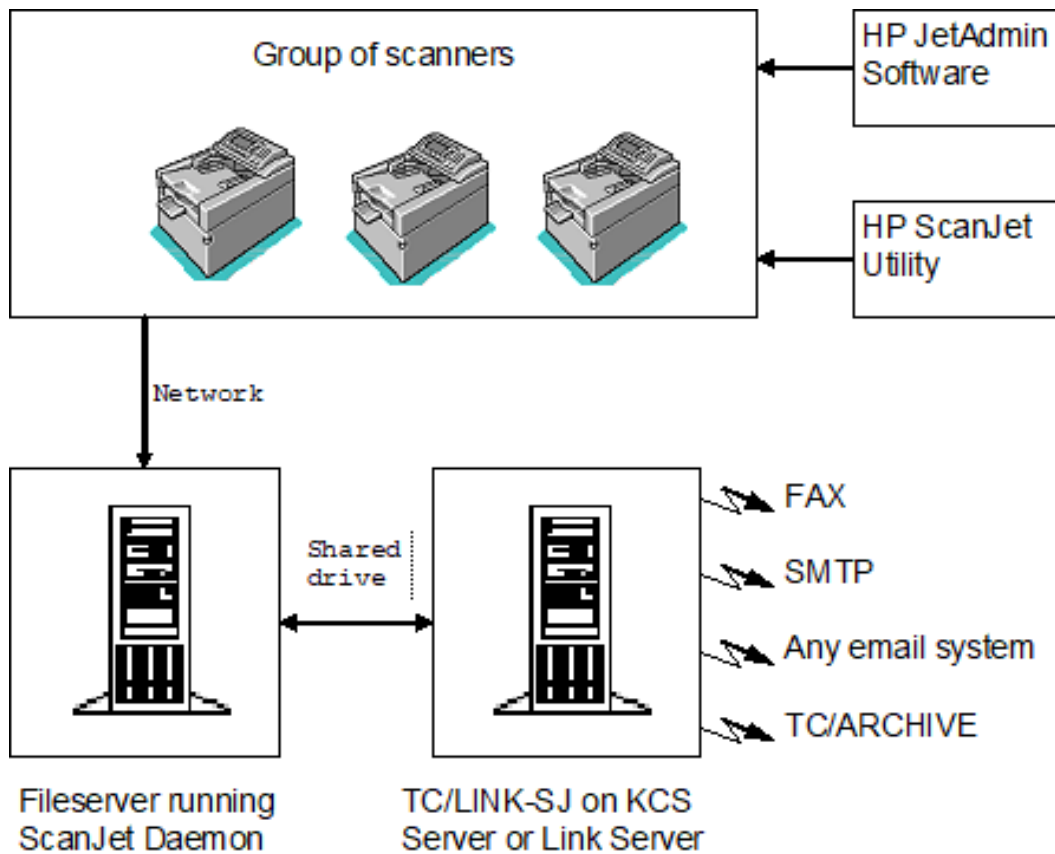 Group of scanners
HP JetAdmin
Software
HP ScanJet
Utility
Network
Shared
drive
FAX
SMTP
Any email system
TC/ARCHIVE
Fileserver running
ScanJet Daemon
TC/LINK-SJ on KCS
Server or Link Server